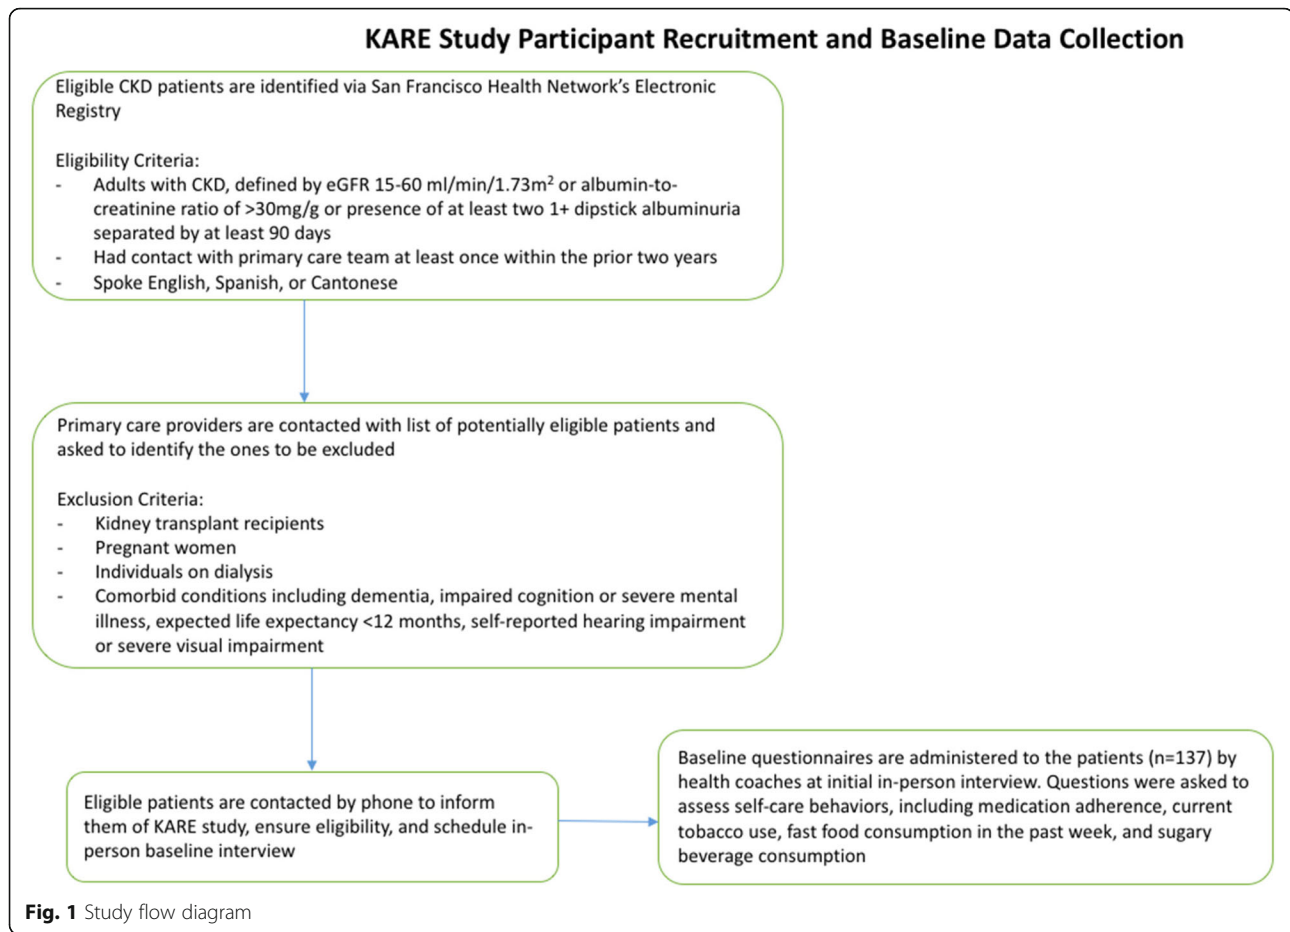 KARE Study Participant Recruitment and Baseline Data Collection
Eligible CKD patients are identified via San Francisco Health Network's Electronic
Registry
Eligibility Criteria:
- Adults with CKD, defined by eGFR 15-60 ml/min/1.73m² or albumin-to-
creatinine ratio of >30mg/g or presence of at least two 1+ dipstick albuminuria
separated by at least 90 days
- Had contact with primary care team at least once within the prior two years
- Spoke English, Spanish, or Cantonese
Primary care providers are contacted with list of potentially eligible patients and
asked to identify the ones to be excluded
Exclusion Criteria:
- Kidney transplant recipients
- Pregnant women
- Individuals on dialysis
- Comorbid conditions including dementia, impaired cognition or severe mental
illness, expected life expectancy <12 months, self-reported hearing impairment
or severe visual impairment
Eligible patients are contacted by phone to inform
them of KARE study, ensure eligibility, and schedule in-
person baseline interview
Baseline questionnaires are administered to the patients (n=137) by
health coaches at initial in-person interview. Questions were asked to
assess self-care behaviors, including medication adherence, current
tobacco use, fast food consumption in the past week, and sugary
beverage consumption
Fig. 1 Study flow diagram